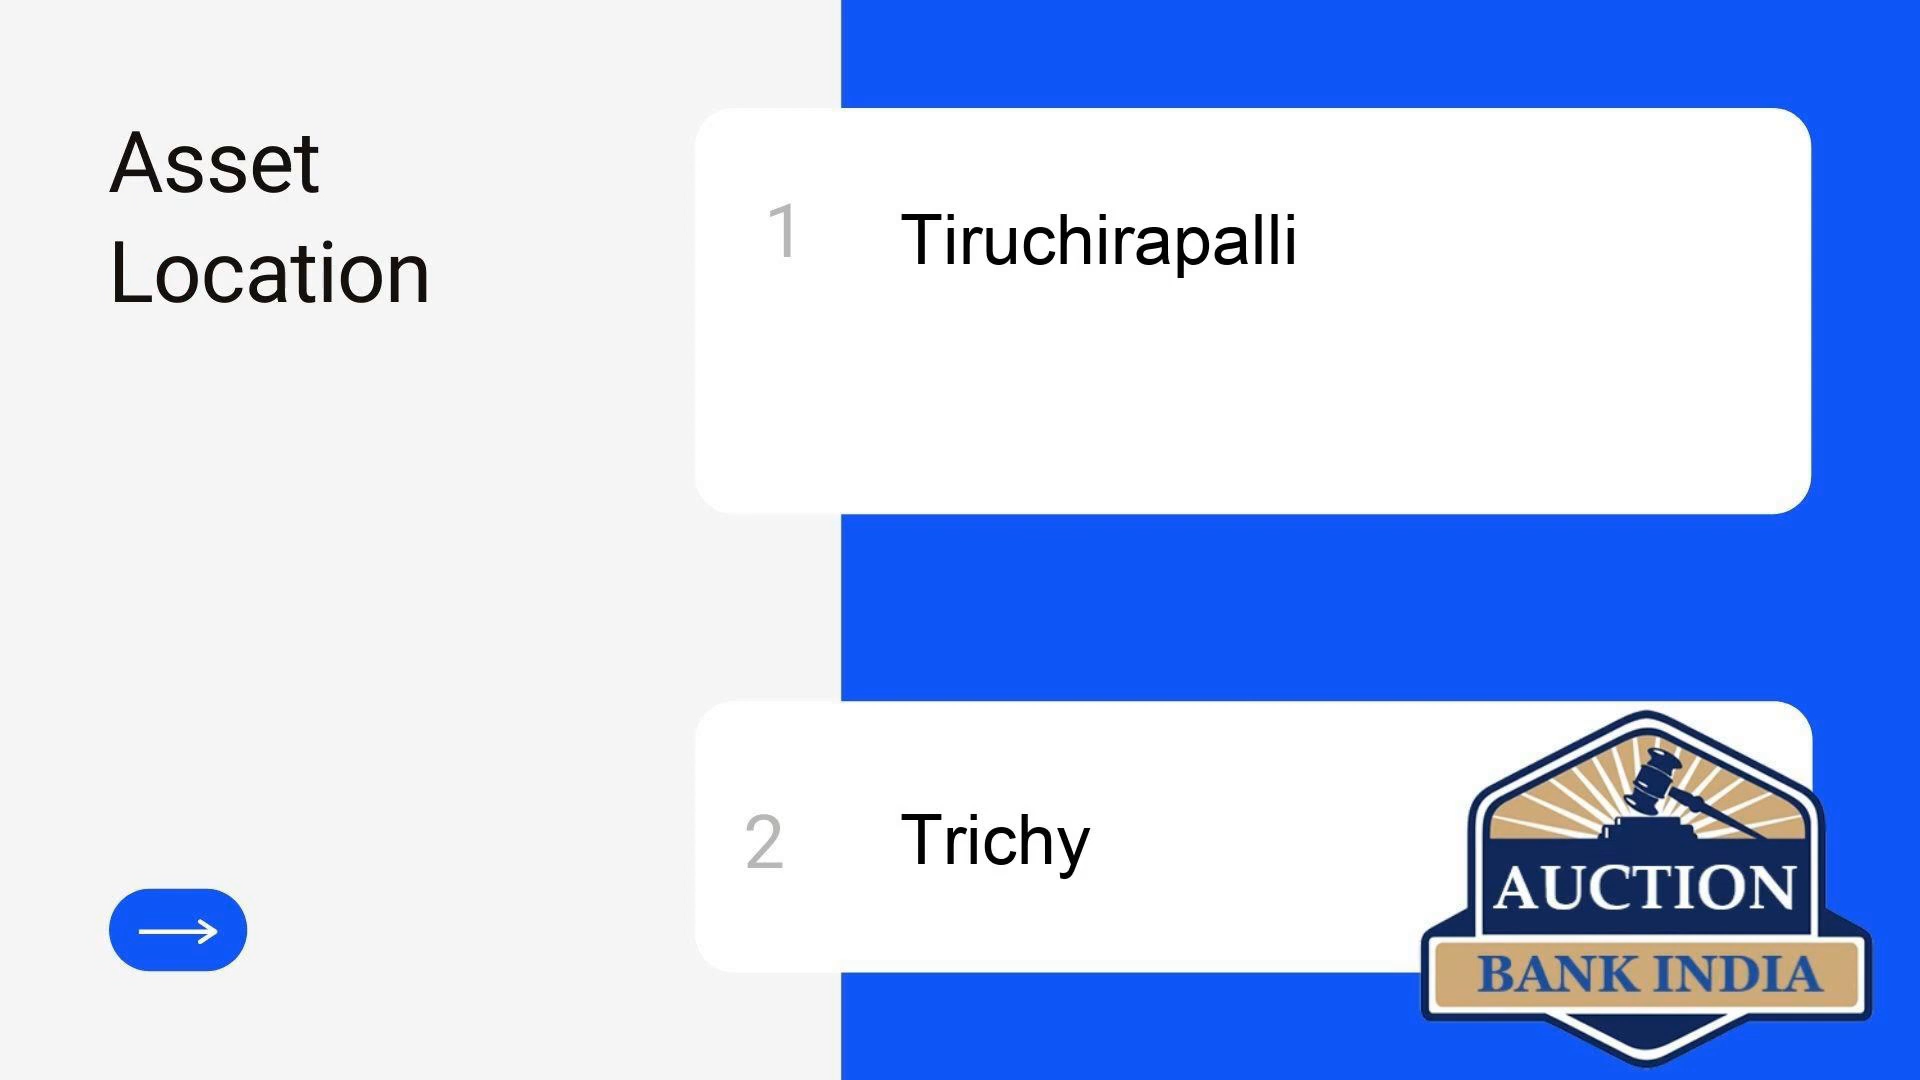 Asset
Location
1
Tiruchirapalli
2
Trichy
AUCTION
BANK INDIA